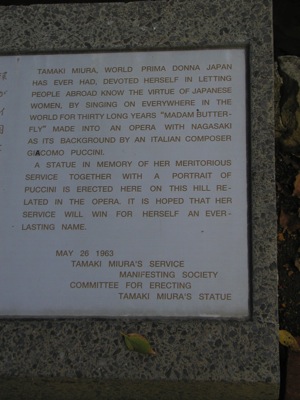 TAMAKI MIURA, WORLD PRIMA DONNA JAPAN
HAS EVER HAD, DEVOTED HERSELF IN LETTING
PEOPLE ABROAD KNOW THE VIRTUE OF JAPANESE
WOMEN, BY SINGING ON EVERYWHERE IN THE
WORLD FOR THIRTY LONG YEARS "MADAM BUTTER-
FLY" MADE INTO AN OPERA WITH NAGASAKI
AS ITS BACKGROUND BY AN ITALIAN COMPOSER
GIACOMO PUCCINI.
A STATUE IN MEMORY OF HER MERITORIOUS
SERVICE TOGETHER WITH A PORTRAIT OF
PUCCINI IS ERECTED HERE ON THIS HILL RE-
LATED IN THE OPERA. IT IS HOPED THAT HER
SERVICE WILL WIN FOR HERSELF AN EVER-
LASTING NAME.
MAY 26 1963
TAMAKI MIURA'S SERVICE
MANIFESTING SOCIETY
COMMITTEE FOR ERECTING
TAMAKI MIURA'S STATUE